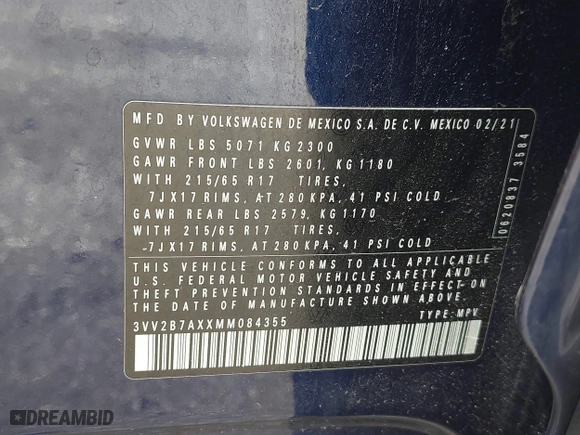 MFD BY VOLKSWAGEN DE MEXICO S.A. DE C.V. MEXICO 02/21
GVWR LBS 5071 KG 2300
GAWR FRONT LBS 2601, KG 1180
WITH 215/65 R17 TIRES,
7JX17 RIMS, AT 280 KPA, 41 PSI COLD
GAWR REAR LBS 2579, KG 1170
WITH 215/65 R17 TIRES,
7JX17 RIMS, AT 280 KPA, 41 PSI COLD
THIS VEHICLE CONFORMS TO ALL APPLICABLE
U.S. FEDERAL MOTOR VEHICLE SAFETY AND
THEFT PREVENTION STANDARDS IN EFFECT ON
THE DATE OF MANUFACTURE SHOWN ABOVE.
3VV2B7AXXMM084355 TYPE: MPV
0620837 3584
DREAMBID